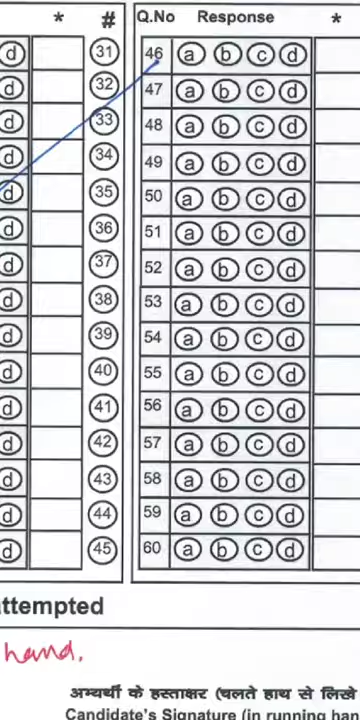 * # Q.No Response *
d 31 46 a b c d
d 32 47 a b c d
d 33 48 a b c d
d 34 49 a b c d
d 35 50 a b c d
d 36 51 a b c d
d 37 52 a b c d
d 38 53 a b c d
d 39 54 a b c d
d 40 55 a b c d
d 41 56 a b c d
d 42 57 a b c d
d 43 58 a b c d
d 44 59 a b c d
d 45 60 a b c d
ttempted
hand.
अभ्यर्थी के हस्ताक्षर (चलते हाथ से लिखे
Candidate's Signature (in running han